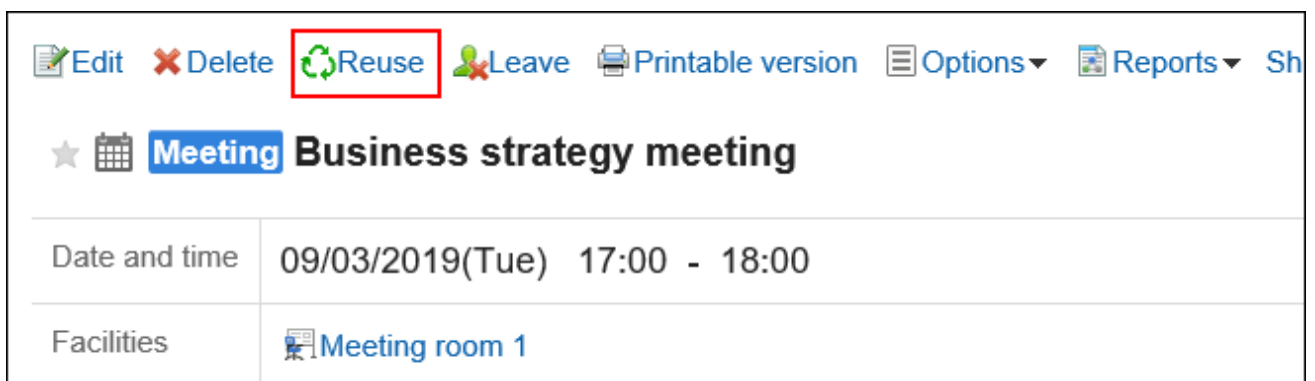 Edit Delete Reuse Leave Printable version Options Reports Sh
Meeting Business strategy meeting
Date and time 09/03/2019(Tue) 17:00 - 18:00
Facilities Meeting room 1